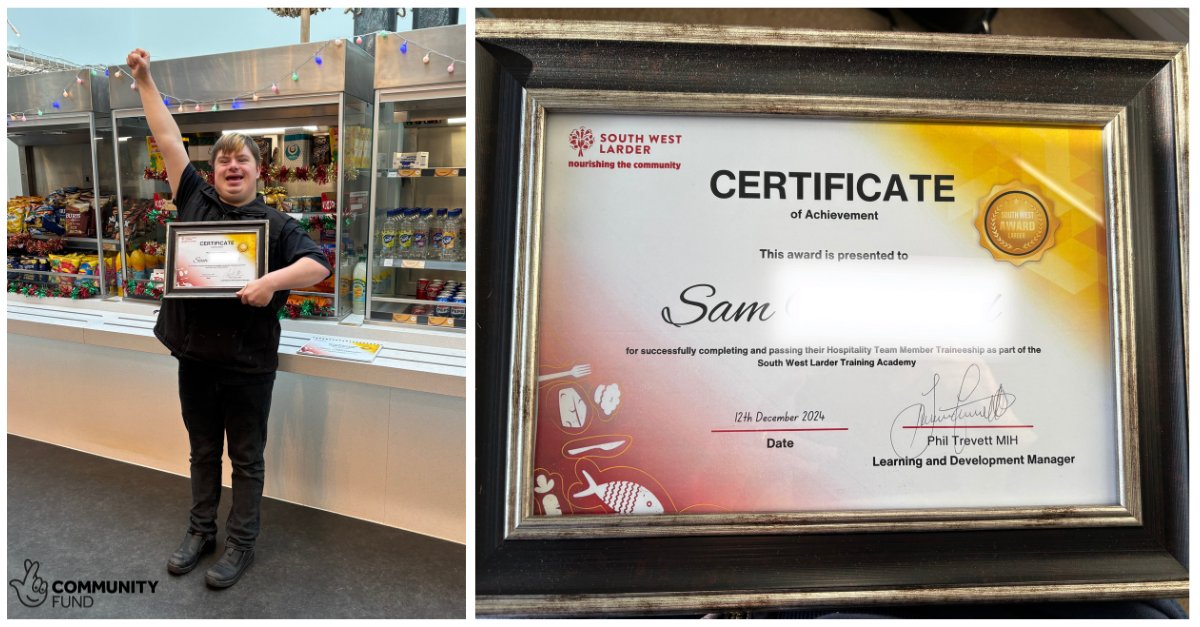 CERTIFICATE
Sam
COMMUNITY
FUND
SOUTH WEST
LARDER
nourishing the community
CERTIFICATE
of Achievement
SOUTH WEST
AWARD
LARDER
This award is presented to
Sam
for successfully completing and passing their Hospitality Team Member Traineeship as part of the
South West Larder Training Academy
12th December 2024
Date
Phil Trevett MIH
Learning and Development Manager